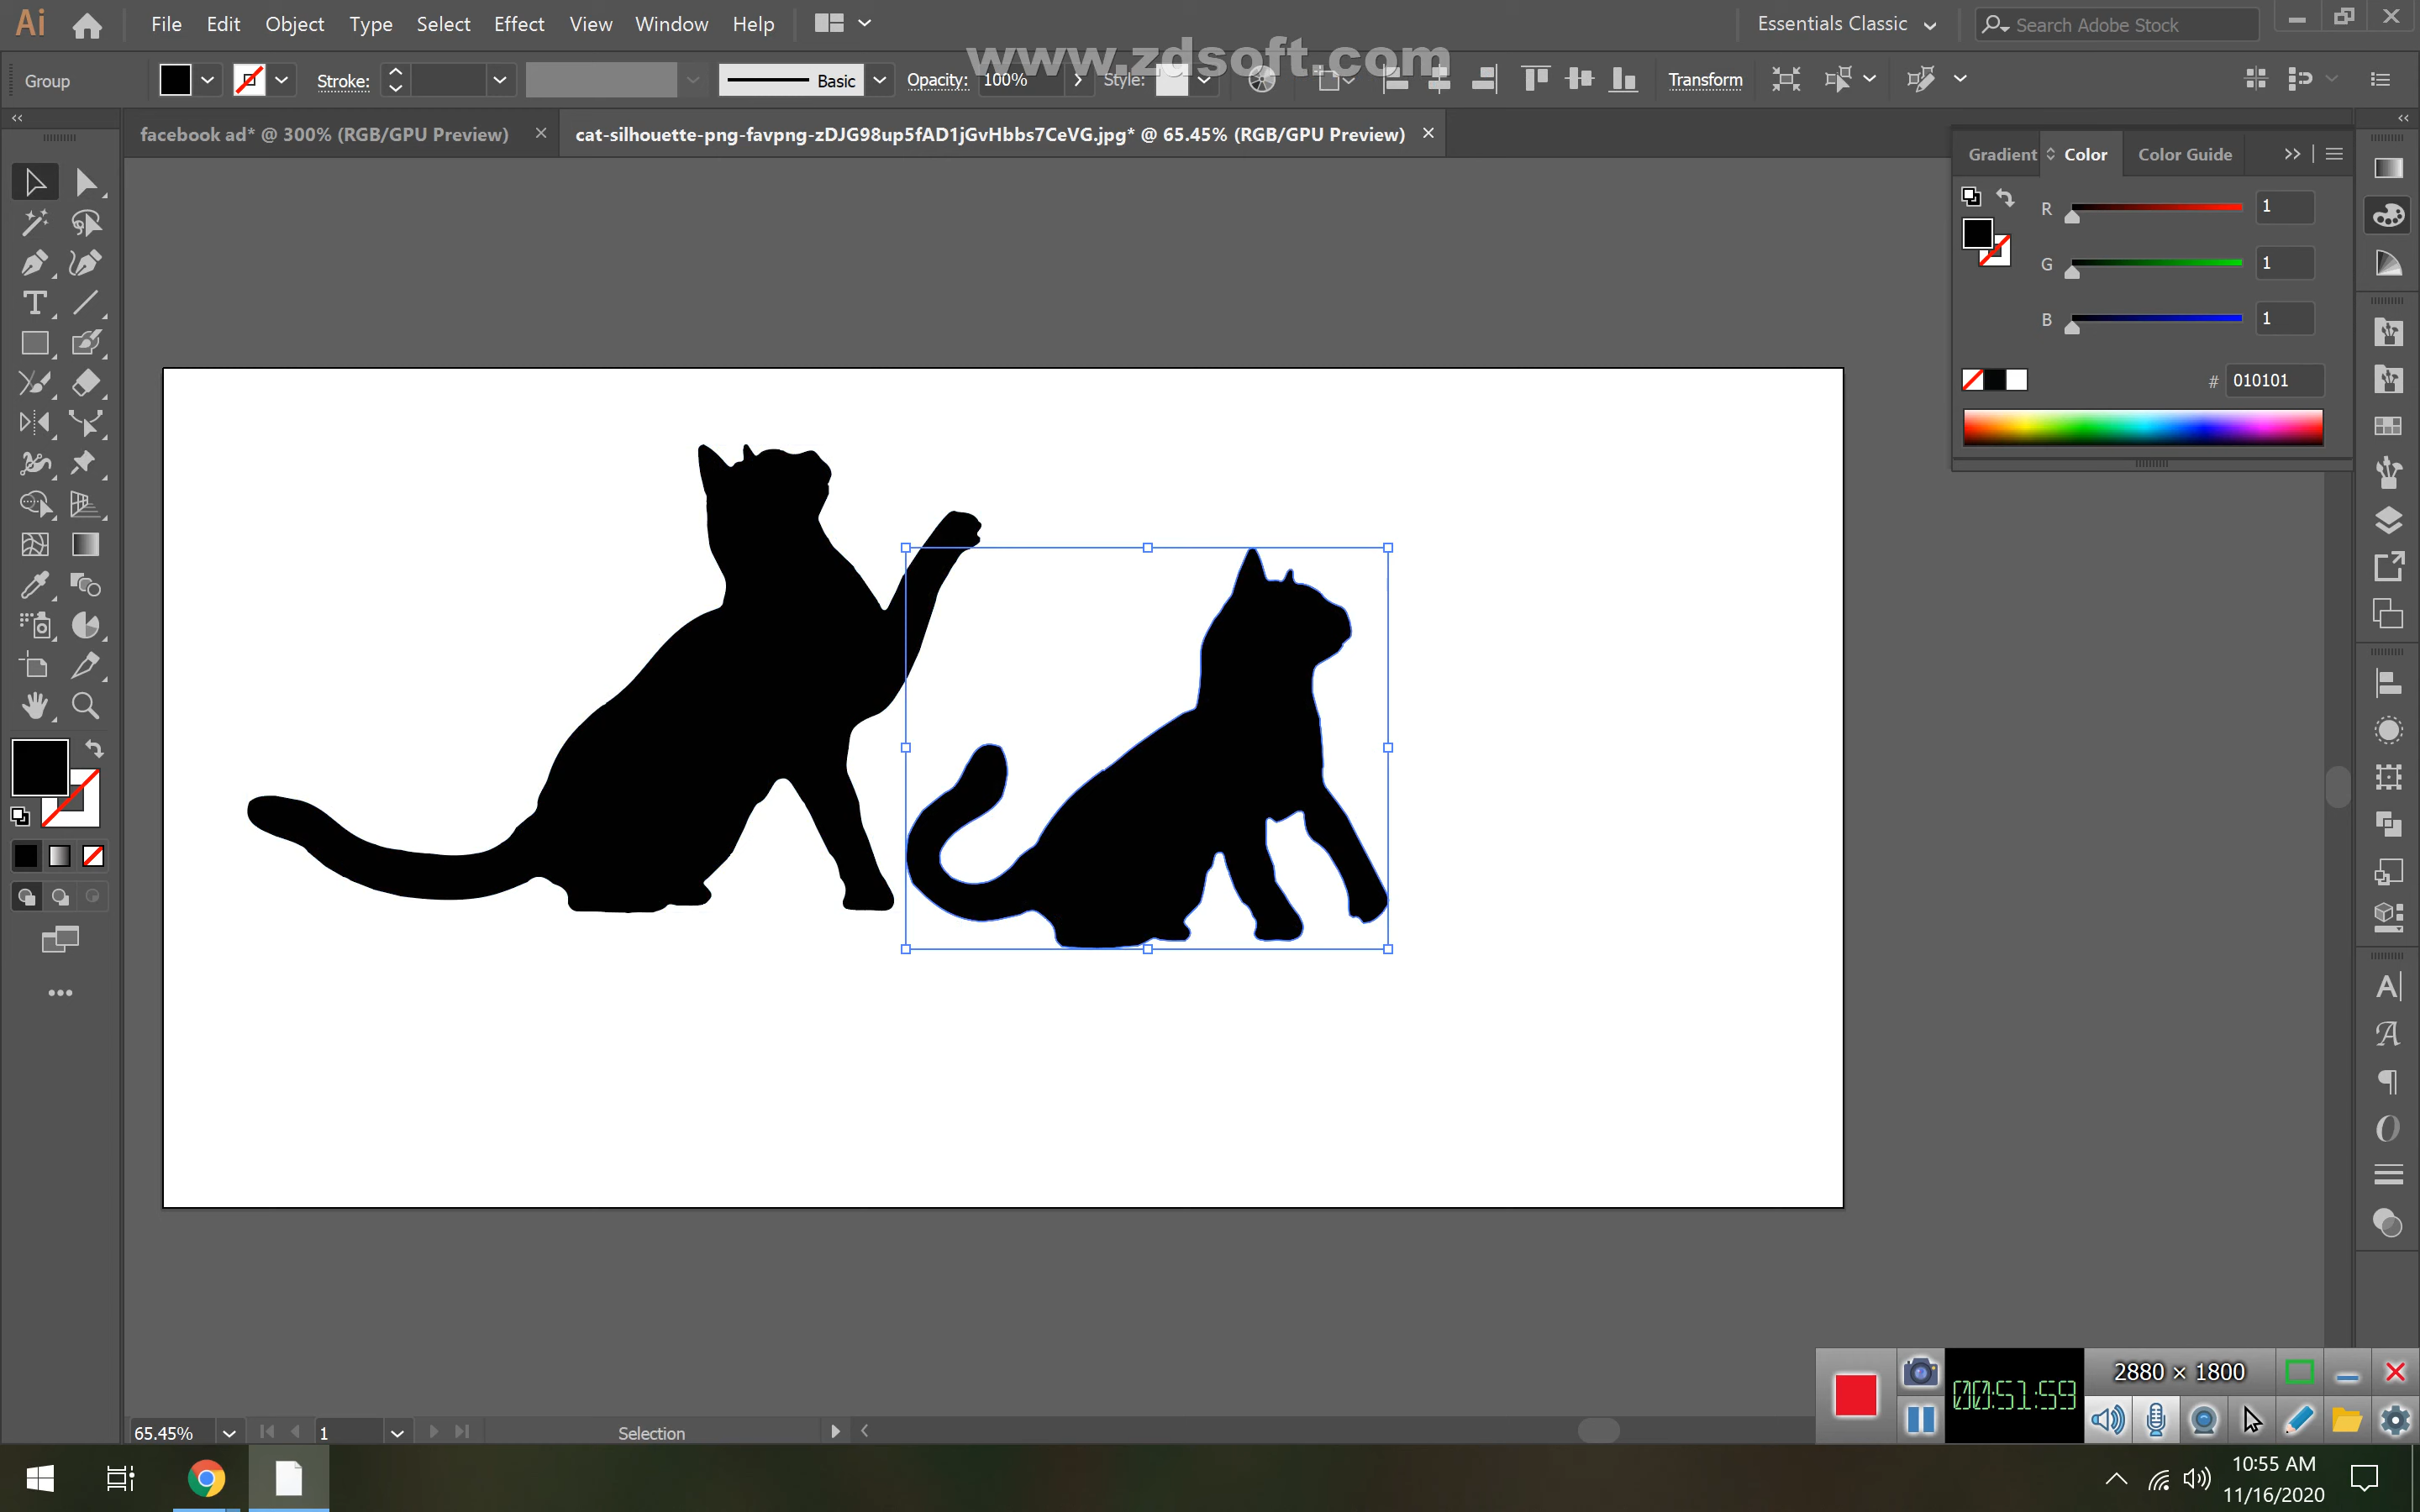 Ai File Edit Object Type Select Effect View Window Help Essentials Classic Search Adobe Stock
www.zdsoft.com
Group Stroke: Basic Opacity: 100% Style: Transform
facebook ad* @ 300% (RGB/GPU Preview) × cat-silhouette-png-favpng-zDJG98up5fAD1jGvHbbs7CeVG.jpg* @ 65.45% (RGB/GPU Preview) ×
Gradient Color Color Guide
R 1
G 1
B 1
# 010101
2880 × 1800
00:51:59
65.45% 1 Selection
10:55 AM
11/16/2020